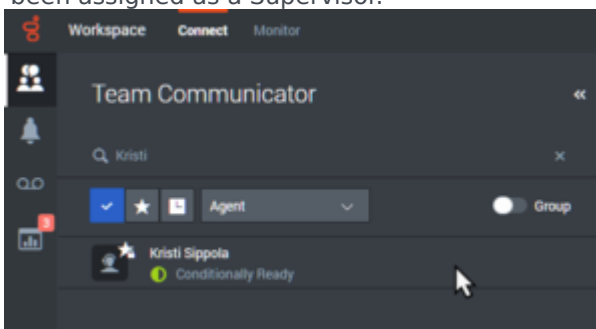 been assigned as a Supervisor.
Workspace Connect Monitor
Team Communicator
Kristi
Agent
Group
3
Kristi Sippola
Conditionally Ready